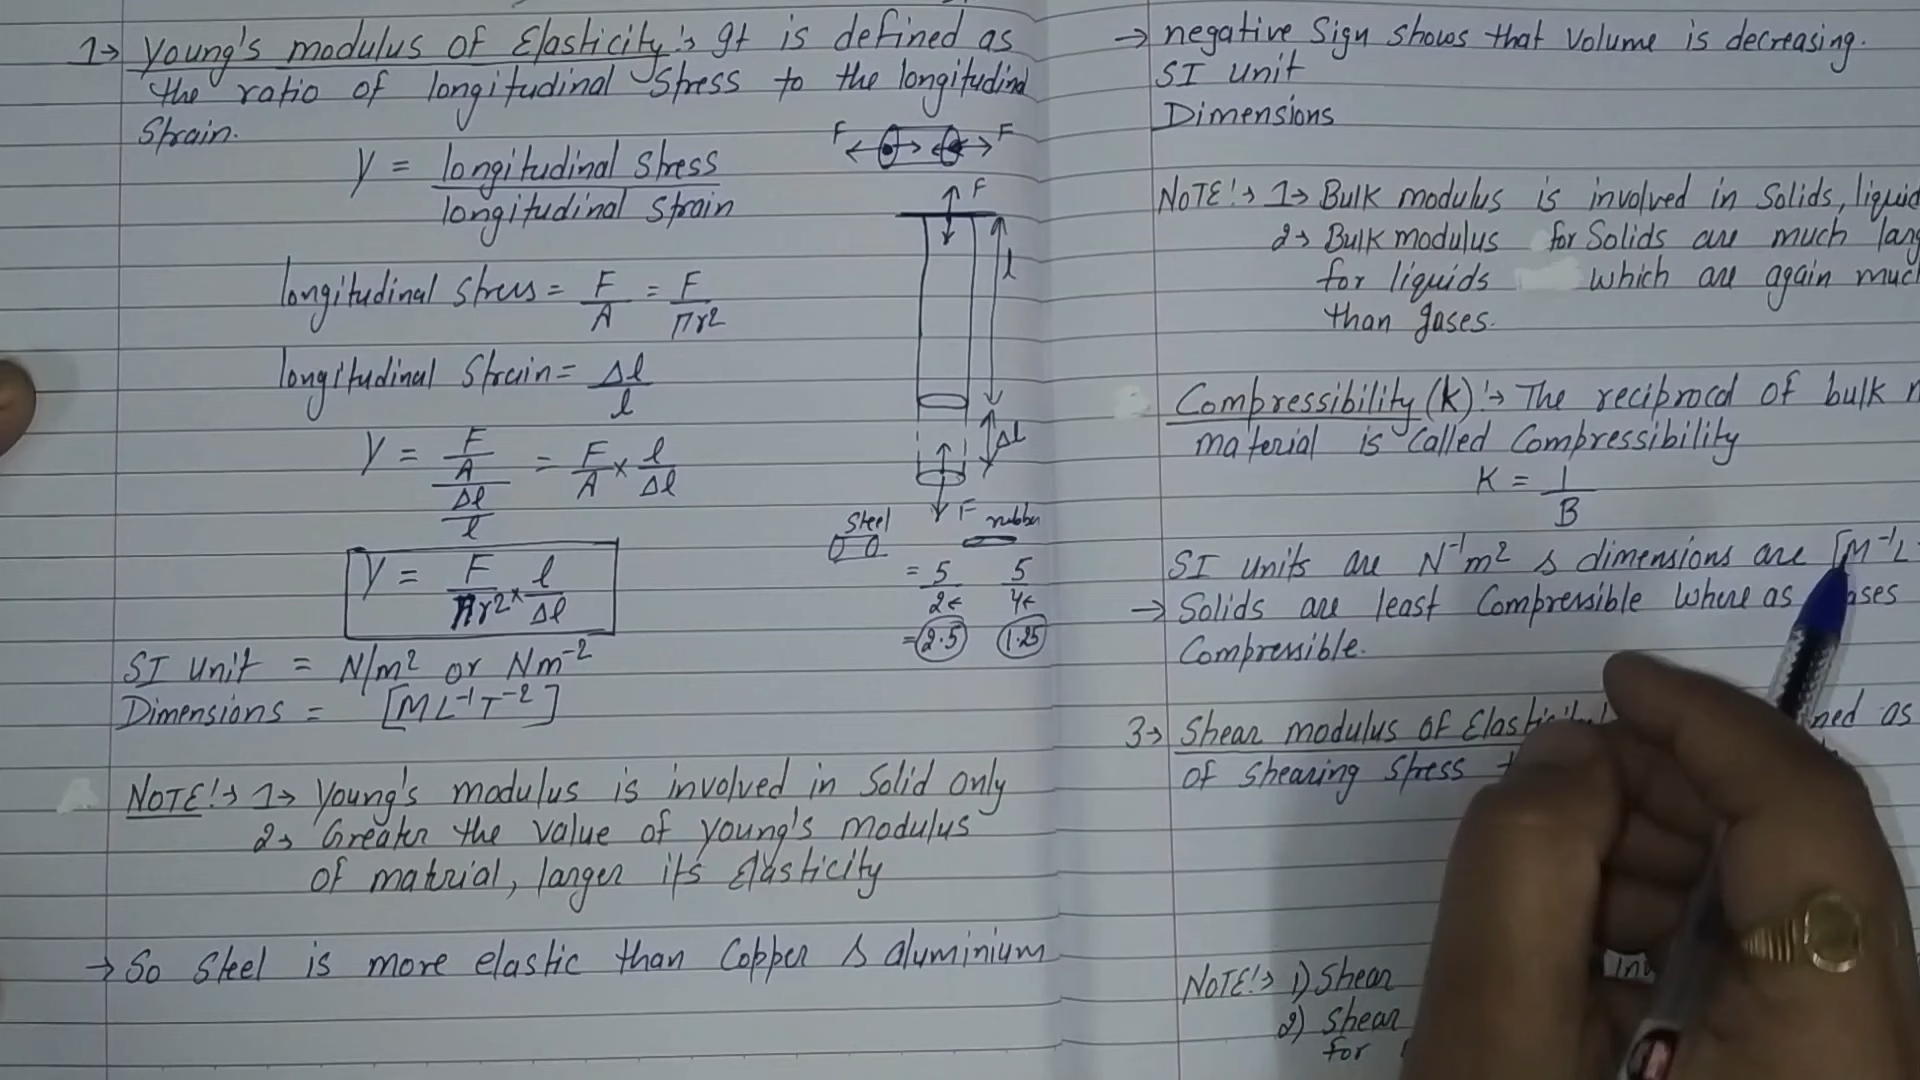 1→ Young's modulus of Elasticity:→ It is defined as
the ratio of longitudinal Stress to the longitudinal
Strain.
Y = longitudinal stress
longitudinal strain
F F
F
l
longitudinal stress = F/A = F/πr²
longitudinal Strain = Δl/l
Δl
Y = F/A / Δl/l = F/A × l/Δl
F
Steel rubber
Y = F/πr² × l/Δl
= 5/2ε 5/4ε
= 2.5 1.25
SI Unit = N/m² or Nm⁻²
Dimensions = [ML⁻¹T⁻²]
NOTE:→ 1→ Young's modulus is involved in Solid Only
2→ Greater the value of Young's modulus
of material, larger its Elasticity
→ So Steel is more elastic than Copper & aluminium
→ negative Sign shows that volume is decreasing.
SI Unit
Dimensions
NOTE:→ 1→ Bulk modulus is involved in Solids,
2→ Bulk modulus for Solids are much
for liquids which are again much
than gases.
Compressibility (K):→ The reciprocal of bulk
material is called Compressibility
K = 1/B
SI units are N⁻¹m² & dimensions are [M⁻¹L
→ Solids are least Compressible where as
Compressible.
3→ Shear modulus of as
of shearing stress
NOTE:→ 1) Shear
2) Shear
for